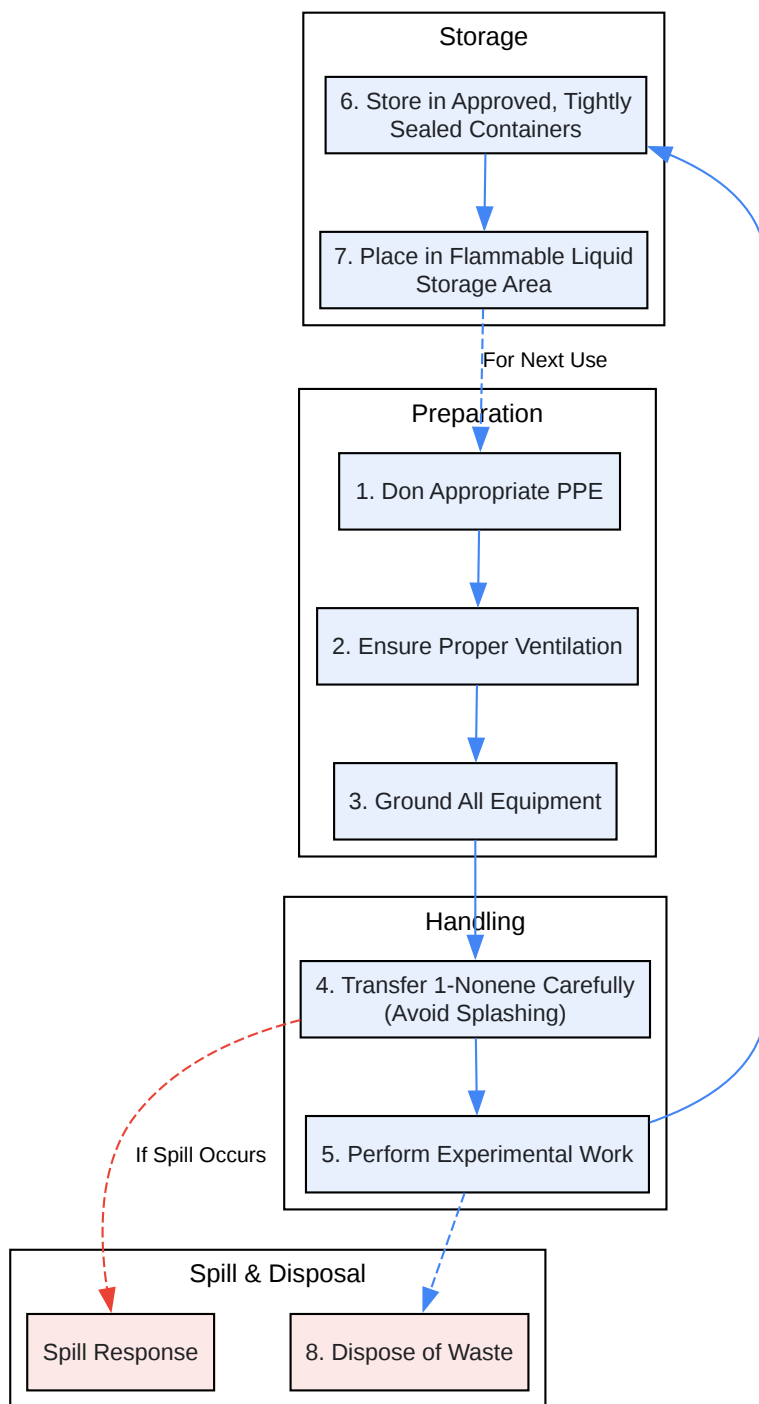 Storage
6. Store in Approved, Tightly
Sealed Containers
7. Place in Flammable Liquid
Storage Area
For Next Use
Preparation
1. Don Appropriate PPE
2. Ensure Proper Ventilation
3. Ground All Equipment
Handling
4. Transfer 1-Nonene Carefully
(Avoid Splashing)
5. Perform Experimental Work
If Spill Occurs
Spill & Disposal
Spill Response
8. Dispose of Waste